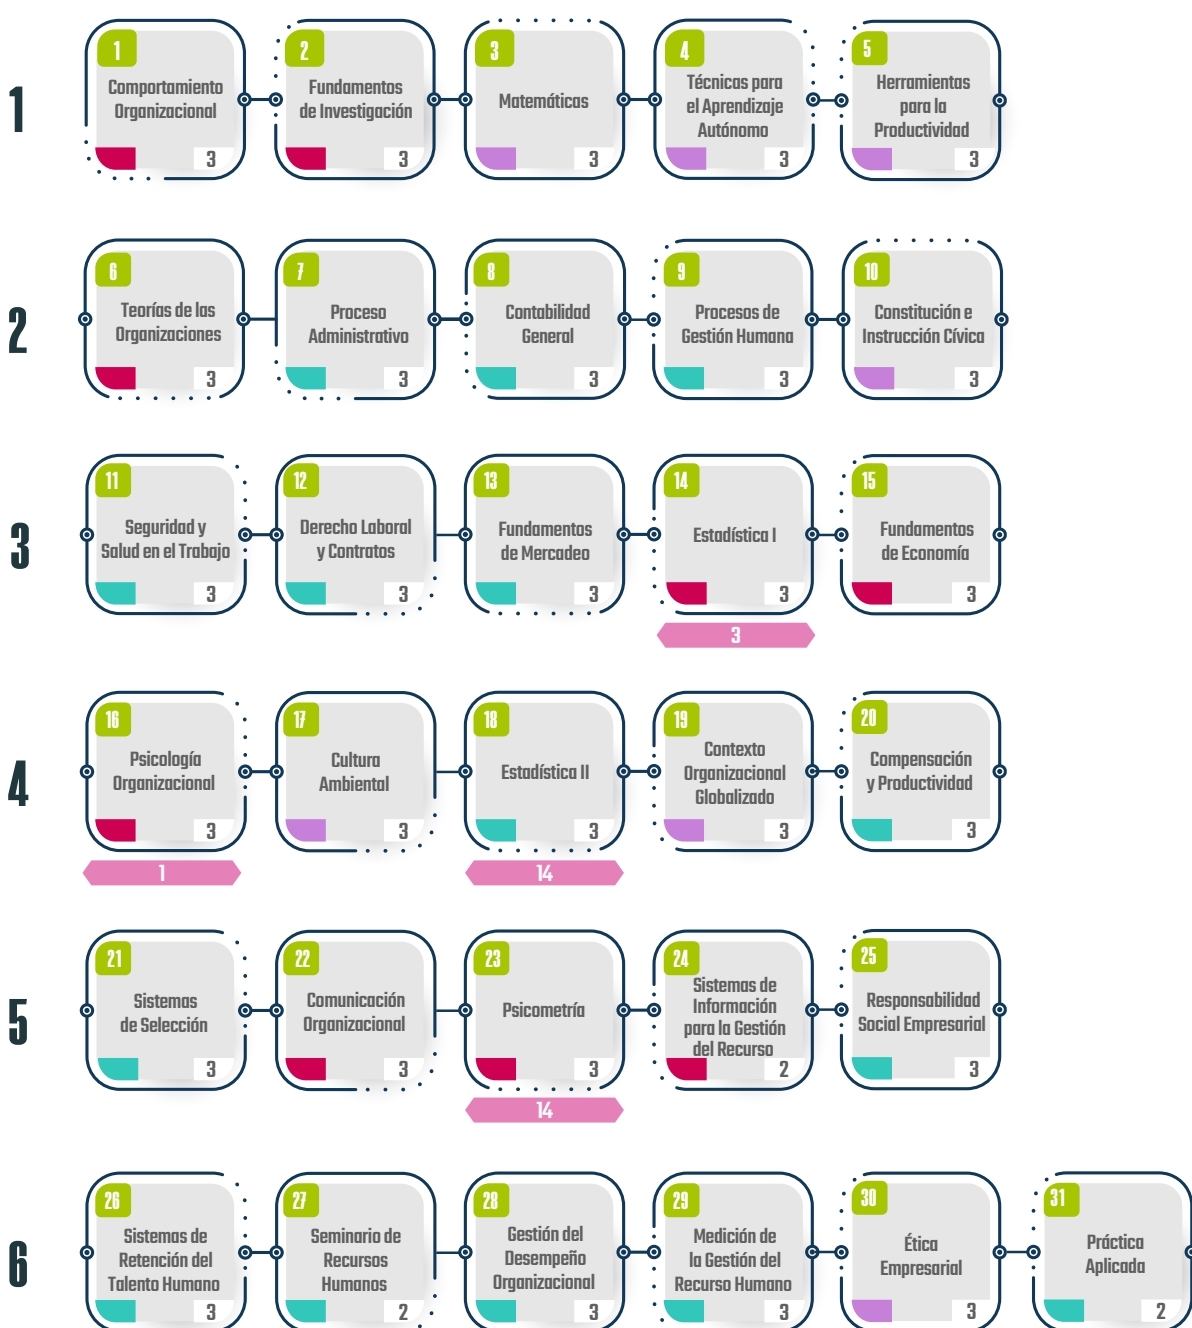 1
1
Comportamiento
Organizacional
3
2
Fundamentos
de Investigación
3
3
Matemáticas
3
4
Técnicas para
el Aprendizaje
Autónomo
3
5
Herramientas
para la
Productividad
3
2
6
Teorías de las
Organizaciones
3
7
Proceso
Administrativo
3
8
Contabilidad
General
3
9
Procesos de
Gestión Humana
3
10
Constitución e
Instrucción Cívica
3
3
11
Seguridad y
Salud en el Trabajo
3
12
Derecho Laboral
y Contratos
3
13
Fundamentos
de Mercadeo
3
14
Estadística I
3
3
15
Fundamentos
de Economía
3
4
16
Psicología
Organizacional
3
1
17
Cultura
Ambiental
3
18
Estadística II
3
14
19
Contexto
Organizacional
Globalizado
3
20
Compensación
y Productividad
3
5
21
Sistemas
de Selección
3
22
Comunicación
Organizacional
3
23
Psicometría
3
14
24
Sistemas de
Información
para la Gestión
del Recurso
2
25
Responsabilidad
Social Empresarial
3
6
26
Sistemas de
Retención del
Talento Humano
3
27
Seminario de
Recursos
Humanos
2
28
Gestión del
Desempeño
Organizacional
3
29
Medición de
la Gestión del
Recurso Humano
3
30
Ética
Empresarial
3
31
Práctica
Aplicada
2